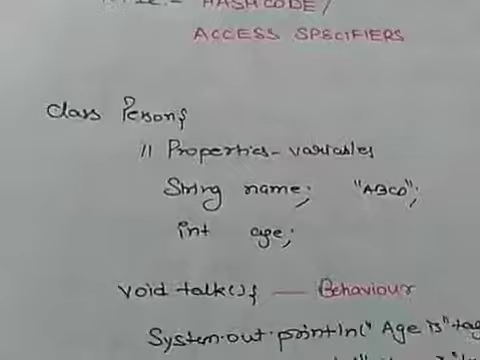 HASHCODE/
ACCESS SPECIFIERS
class Person{
// Properties - variables
String name; "ABCD";
int age;
void talk(){ — Behaviour
System.out.println("Age is"+ag